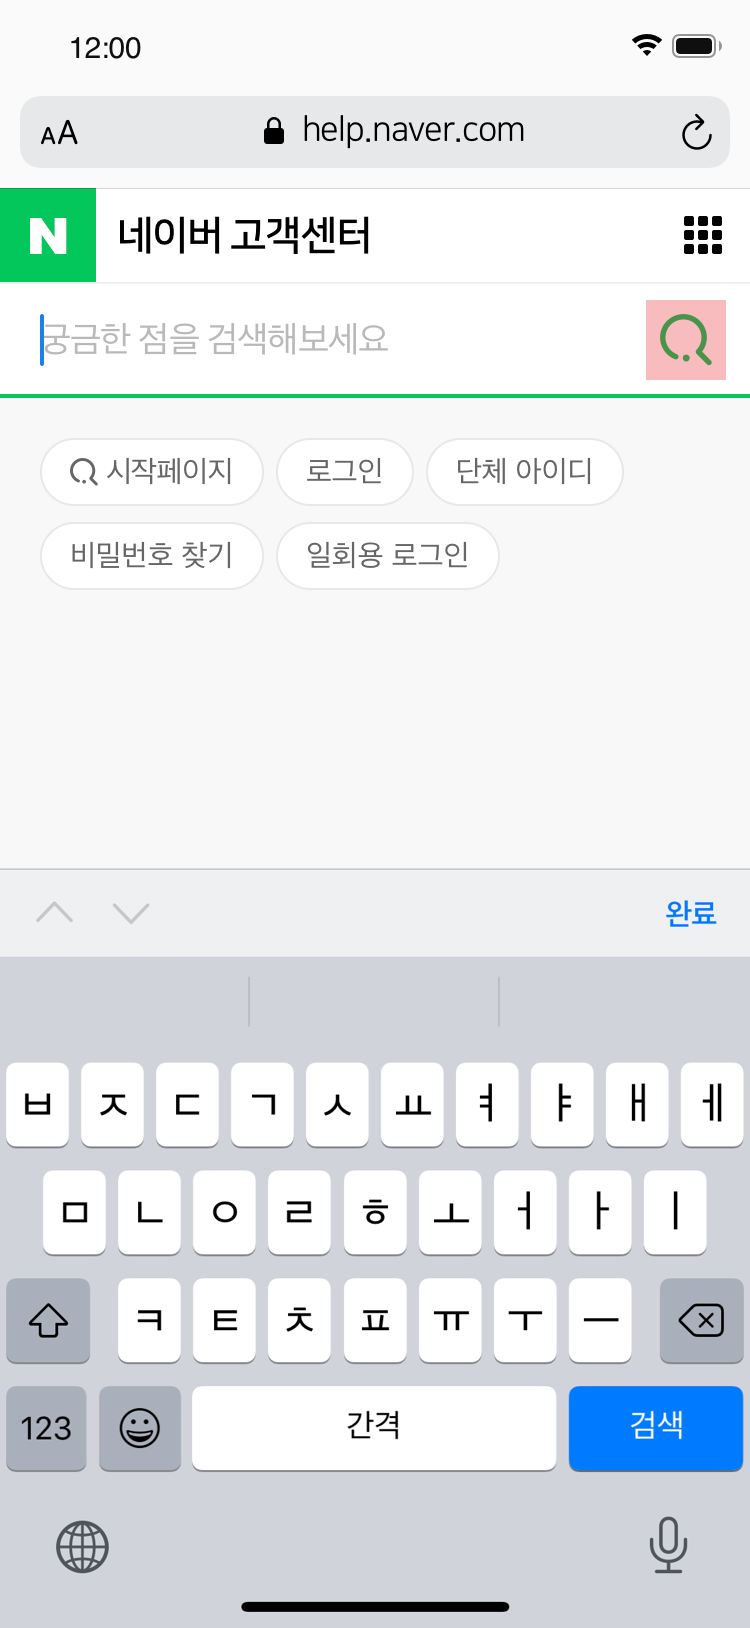 12:00
AA help.naver.com
N 네이버 고객센터
궁금한 점을 검색해보세요
시작페이지 로그인 단체 아이디
비밀번호 찾기 일회용 로그인
완료
ㅂ ㅈ ㄷ ㄱ ㅅ ㅛ ㅕ ㅑ ㅐ ㅔ
ㅁ ㄴ ㅇ ㄹ ㅎ ㅗ ㅓ ㅏ ㅣ
ㅋ ㅌ ㅊ ㅍ ㅠ ㅜ ㅡ
123 간격 검색